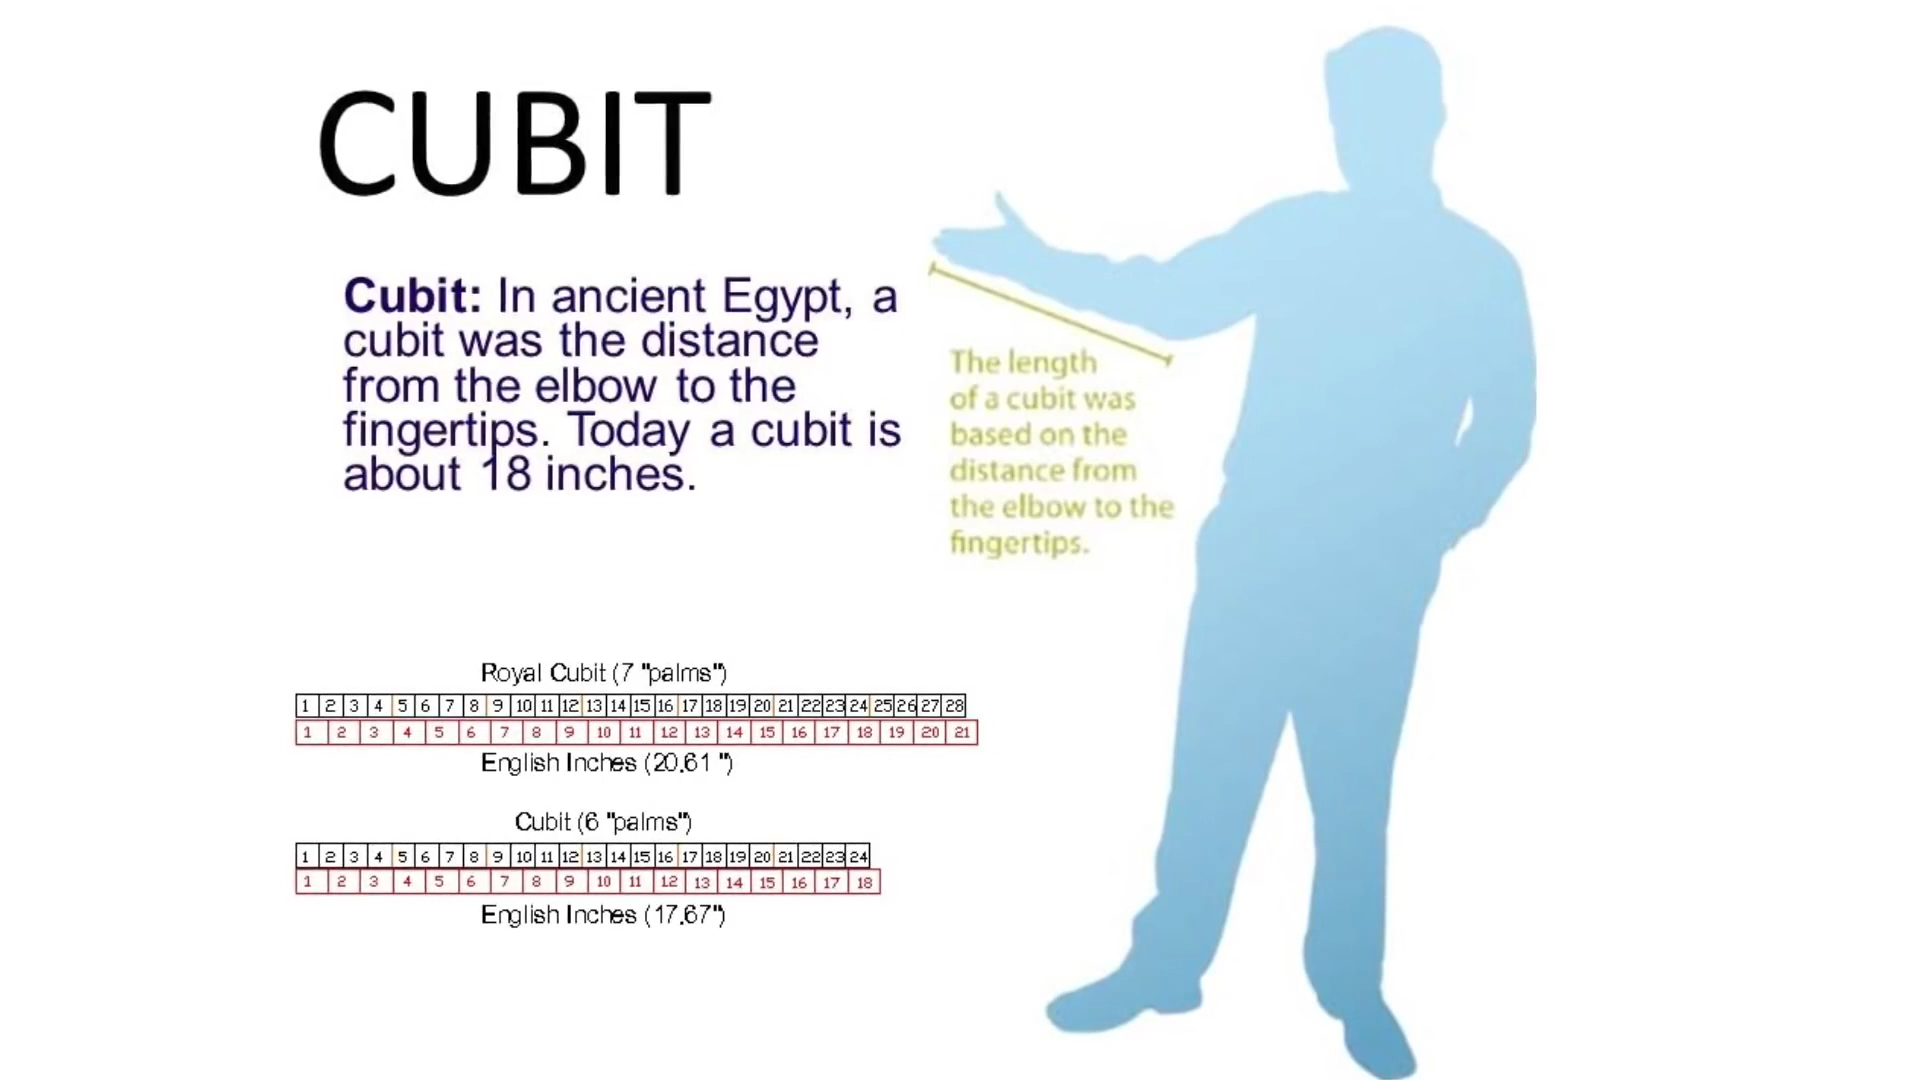 CUBIT
Cubit: In ancient Egypt, a
cubit was the distance
from the elbow to the
fingertips. Today a cubit is
about 18 inches.
The length
of a cubit was
based on the
distance from
the elbow to the
fingertips.
Royal Cubit (7 "palms")
1 2 3 4 5 6 7 8 9 10 11 12 13 14 15 16 17 18 19 20 21 22 23 24 25 26 27 28
1 2 3 4 5 6 7 8 9 10 11 12 13 14 15 16 17 18 19 20 21
English Inches (20.61 ")
Cubit (6 "palms")
1 2 3 4 5 6 7 8 9 10 11 12 13 14 15 16 17 18 19 20 21 22 23 24
1 2 3 4 5 6 7 8 9 10 11 12 13 14 15 16 17 18
English Inches (17.67")